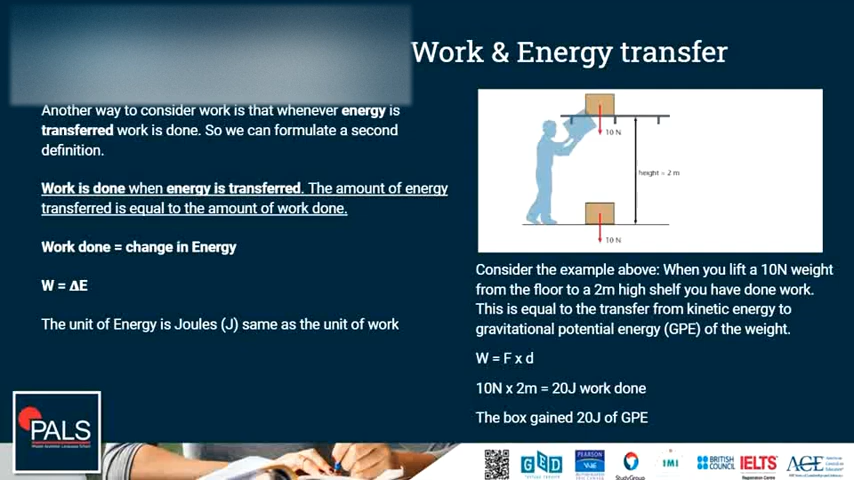 Work & Energy transfer
Another way to consider work is that whenever energy is
transferred work is done. So we can formulate a second
definition.
Work is done when energy is transferred. The amount of energy
transferred is equal to the amount of work done.
Work done = change in Energy
W = ΔE
The unit of Energy is Joules (J) same as the unit of work
10 N
height = 2 m
10 N
Consider the example above: When you lift a 10N weight
from the floor to a 2m high shelf you have done work.
This is equal to the transfer from kinetic energy to
gravitational potential energy (GPE) of the weight.
W = F x d
10N x 2m = 20J work done
The box gained 20J of GPE
PALS
GED
PEARSON
VUE
StudyGroup
IMI
BRITISH
COUNCIL
IELTS
Registration Centre
ACE